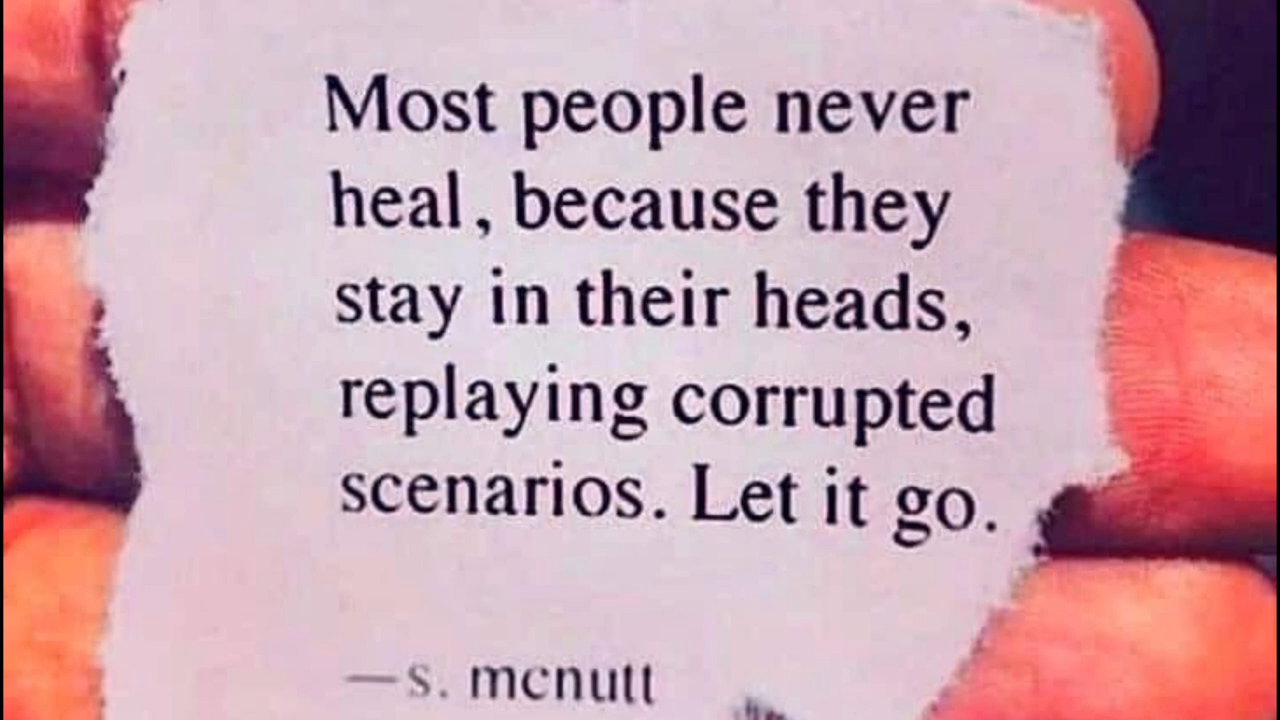 Most people never
heal, because they
stay in their heads,
replaying corrupted
scenarios. Let it go.
—s. mcnutt